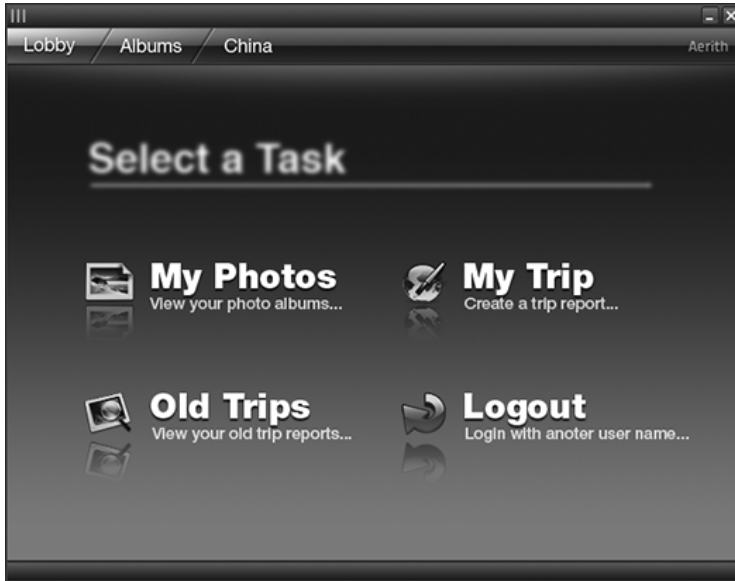 Lobby Albums China Aerith
Select a Task
My Photos
View your photo albums...
My Trip
Create a trip report...
Old Trips
View your old trip reports...
Logout
Login with anoter user name...